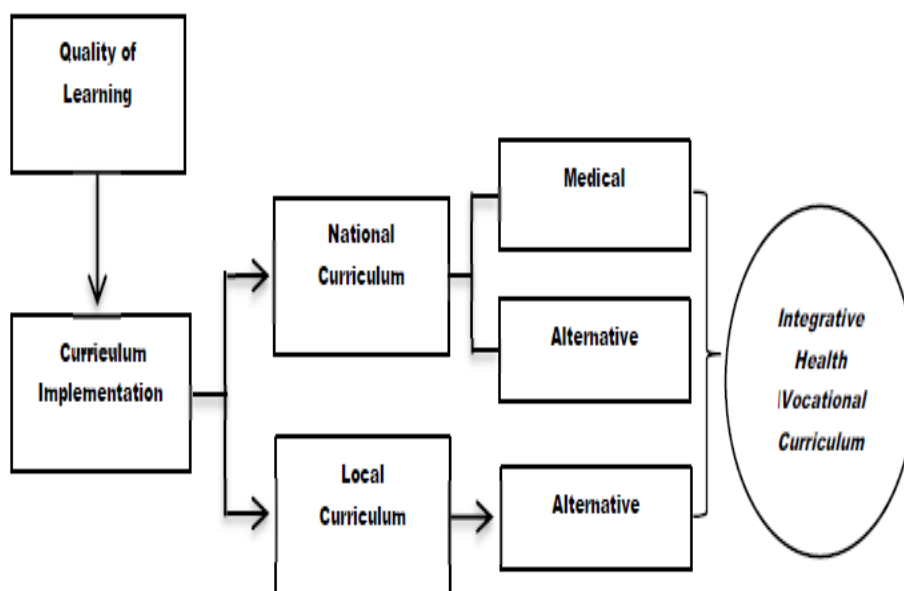 Quality of
Learning
Curriculum
Implementation
National
Curriculum
Local
Curriculum
Medical
Alternative
Alternative
Integrative
Health
Vocational
Curriculum